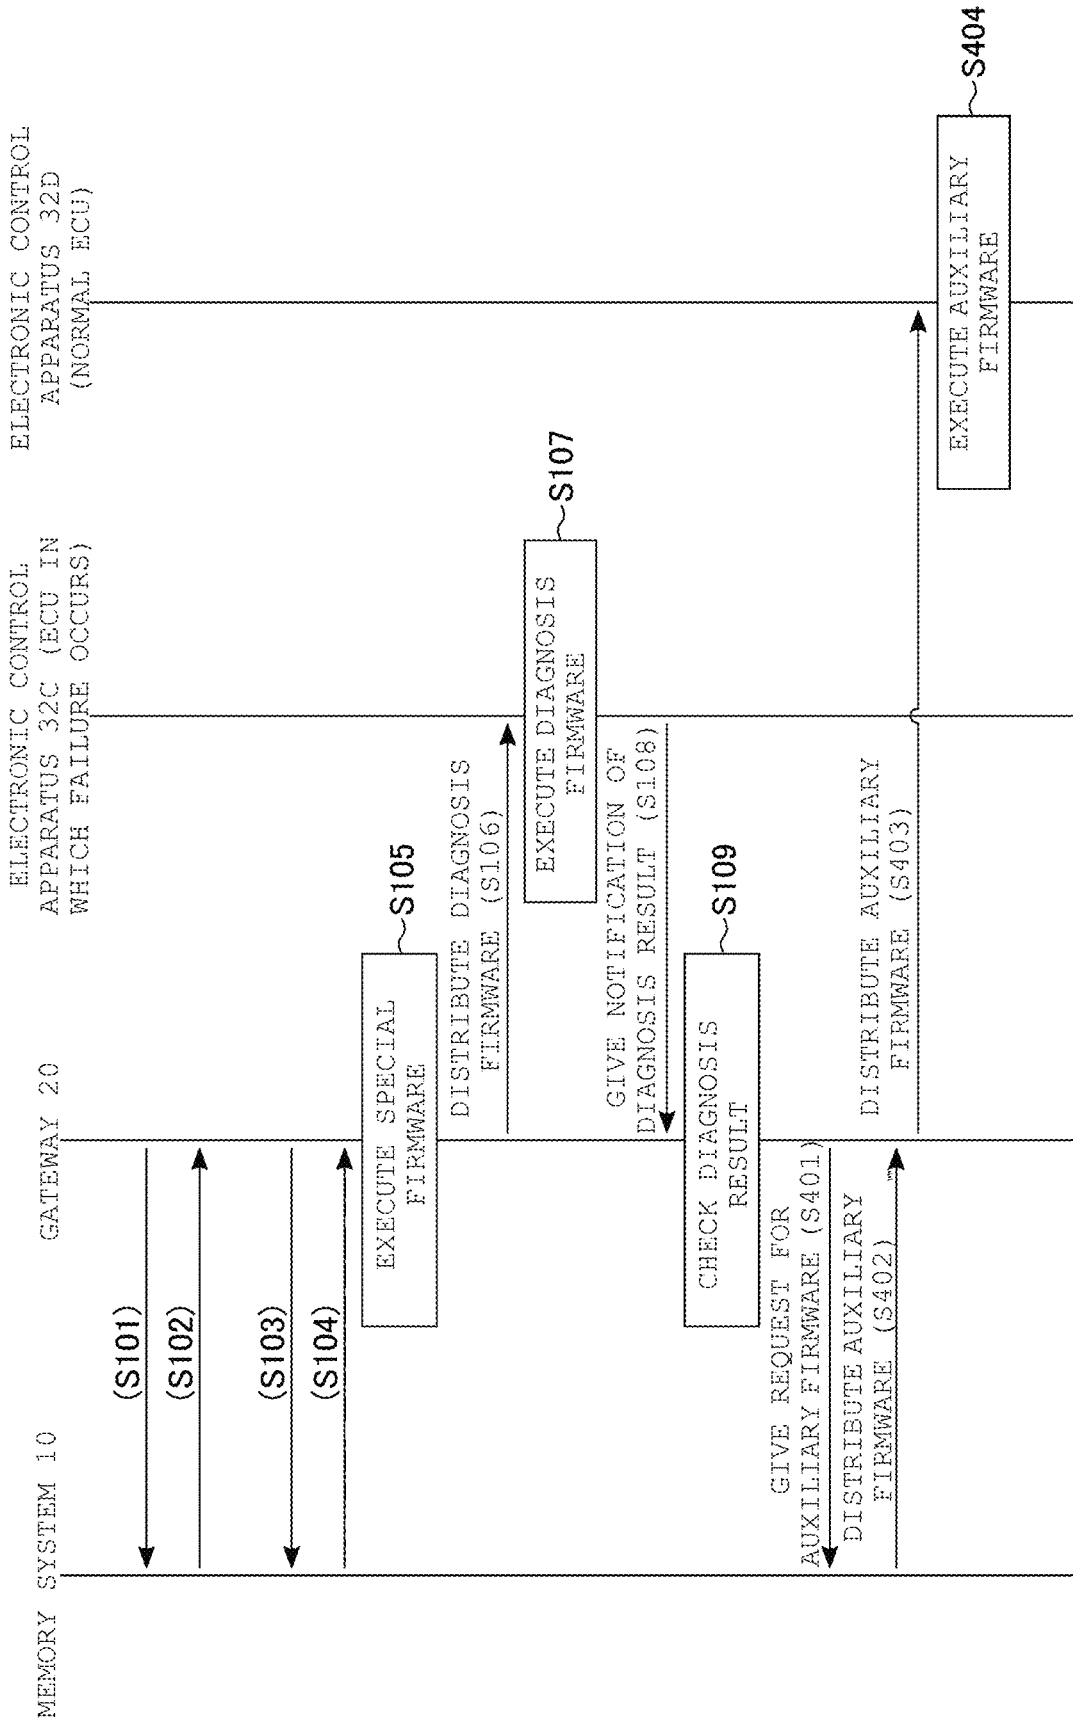 MEMORY SYSTEM 10
GATEWAY 20
ELECTRONIC CONTROL
APPARATUS 32C (ECU IN
WHICH FAILURE OCCURS)
ELECTRONIC CONTROL
APPARATUS 32D
(NORMAL ECU)
(S101)
(S102)
(S103)
(S104)
EXECUTE SPECIAL
FIRMWARE
S105
DISTRIBUTE DIAGNOSIS
FIRMWARE (S106)
EXECUTE DIAGNOSIS
FIRMWARE
S107
GIVE NOTIFICATION OF
DIAGNOSIS RESULT (S108)
CHECK DIAGNOSIS
RESULT
S109
GIVE REQUEST FOR
AUXILIARY FIRMWARE (S401)
DISTRIBUTE AUXILIARY
FIRMWARE (S402)
DISTRIBUTE AUXILIARY
FIRMWARE (S403)
EXECUTE AUXILIARY
FIRMWARE
S404